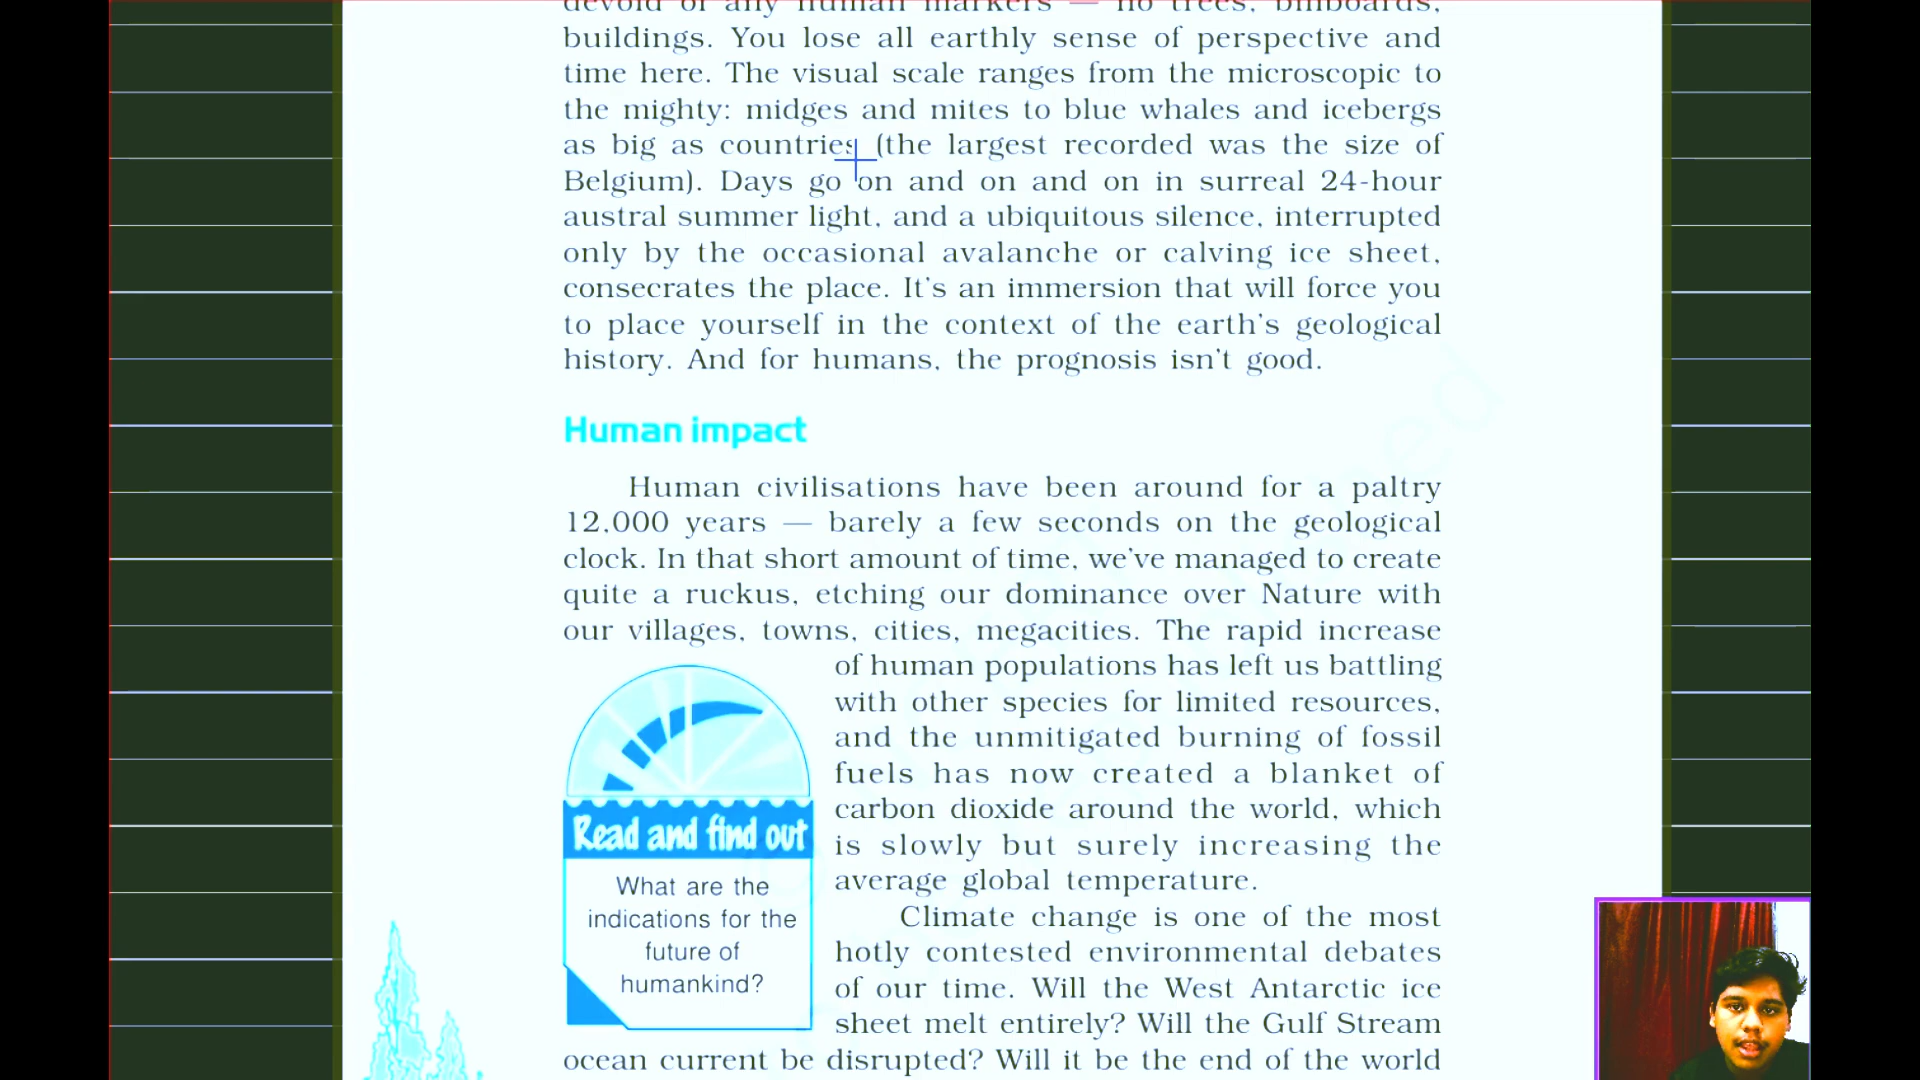 devoid of any human markers — no trees, billboards,
buildings. You lose all earthly sense of perspective and
time here. The visual scale ranges from the microscopic to
the mighty: midges and mites to blue whales and icebergs
as big as countries (the largest recorded was the size of
Belgium). Days go on and on and on in surreal 24-hour
austral summer light, and a ubiquitous silence, interrupted
only by the occasional avalanche or calving ice sheet,
consecrates the place. It's an immersion that will force you
to place yourself in the context of the earth's geological
history. And for humans, the prognosis isn't good.
Human impact
Human civilisations have been around for a paltry
12,000 years — barely a few seconds on the geological
clock. In that short amount of time, we've managed to create
quite a ruckus, etching our dominance over Nature with
our villages, towns, cities, megacities. The rapid increase
of human populations has left us battling
with other species for limited resources,
and the unmitigated burning of fossil
fuels has now created a blanket of
carbon dioxide around the world, which
is slowly but surely increasing the
average global temperature.
Climate change is one of the most
hotly contested environmental debates
of our time. Will the West Antarctic ice
sheet melt entirely? Will the Gulf Stream
ocean current be disrupted? Will it be the end of the world
Read and find out
What are the
indications for the
future of
humankind?